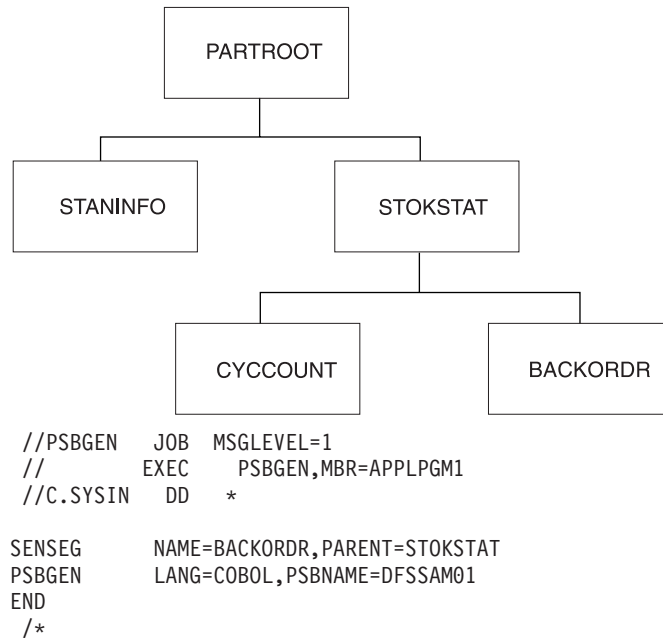 PARTROOT
STANINFO
STOKSTAT
CYCCOUNT
BACKORDR
//PSBGEN   JOB  MSGLEVEL=1
//         EXEC   PSBGEN,MBR=APPLPGM1
//C.SYSIN  DD   *
SENSEG       NAME=BACKORDR,PARENT=STOKSTAT
PSBGEN       LANG=COBOL,PSBNAME=DFSSAM01
END
/*